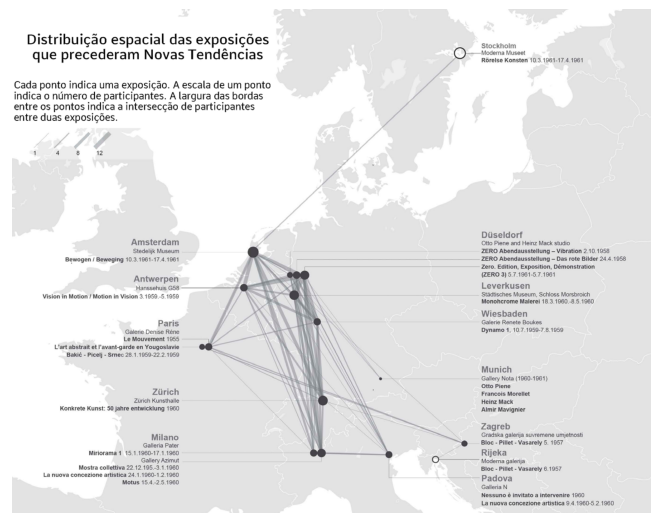 Distribuição espacial das exposições
que precederam Novas Tendências
Cada ponto indica uma exposição. A escala de um ponto
indica o número de participantes. A largura das bordas
entre os pontos indica a intersecção de participantes
entre duas exposições.
1 4 8 12
Stockholm
Moderna Museet
Rörelse Konsten 10.3.1961-17.4.1961
Amsterdam
Stedelijk Museum
Bewogen / Beweging 10.3.1961-17.4.1961
Antwerpen
Hanssehuis G58
Vision in Motion / Motion in Vision 3.1959.-5.1959
Paris
Galerie Denise Réne
Le Mouvement 1955
L'art abstrait et l'avant-garde en Yougoslavie
Bakić - Picelj - Srnec 28.1.1959-22.2.1959
Zürich
Zürich Kunsthalle
Konkrete Kunst: 50 jahre entwicklung 1960
Milano
Galleria Pater
Miriorama 1 15.1.1960-17.1.1960
Gallery Azimut
Mostra collettiva 22.12.195.-3.1.1960
La nuova concezione artistica 24.1.1960-1.2.1960
Motus 15.4.-2.5.1960
Düseldorf
Otto Piene and Heinz Mack studio
ZERO Abendausstellung – Vibration 2.10.1958
ZERO Abendausstellung – Das rote Bilder 24.4.1958
Zero. Edition, Exposition, Démonstration
ZERO 3) 5.7.1961-5.7.1961
Leverkusen
Städtisches Museum, Schloss Morsbroich
Monohcrome Malerei 18.3.1960.-8.5.1960
Wiesbaden
Galerie Renete Boukes
Dynamo 1, 10.7.1959-7.8.1959
Munich
Gallery Nota (1960-1961)
Otto Piene
Francois Morellet
Heinz Mack
Almir Mavignier
Zagreb
Gradska galerija suvremene umjetnosti
Bloc - Pillet - Vasarely 5. 1957
Rijeka
Moderna galerija
Bloc - Pillet - Vasarely 6.1957
Padova
Galleria N
Nessuno è invitato a intervenire 1960
La nuova concezione artistica 9.4.1960-5.2.1960